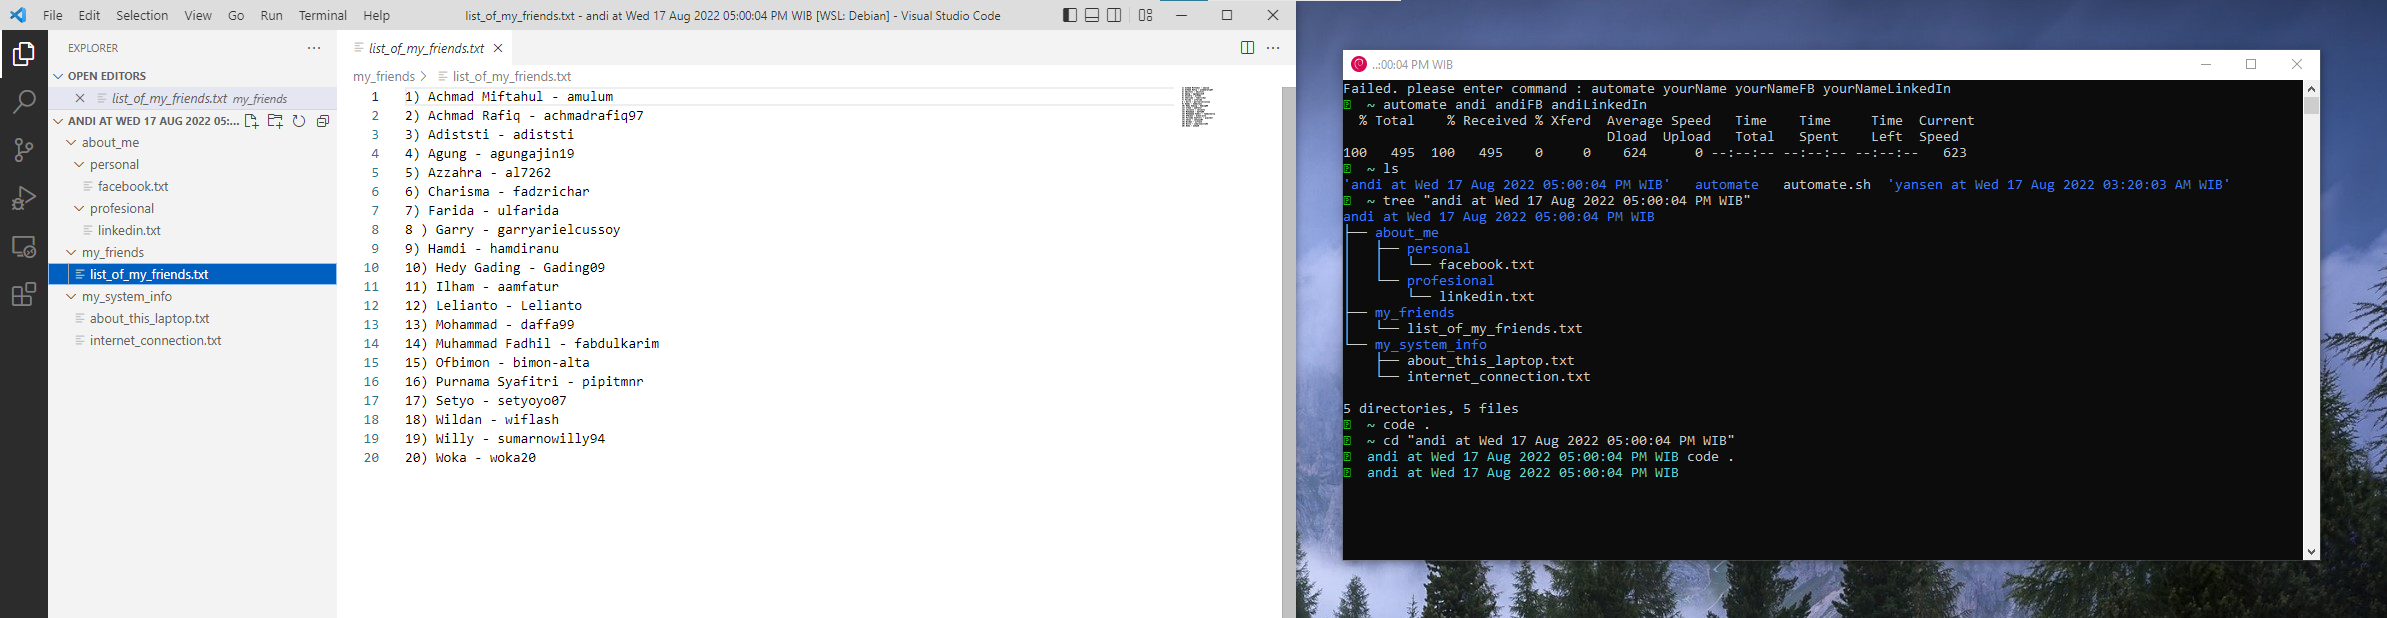 File Edit Selection View Go Run Terminal Help
list_of_my_friends.txt - andi at Wed 17 Aug 2022 05:00:04 PM WIB [WSL: Debian] - Visual Studio Code
EXPLORER
OPEN EDITORS
list_of_my_friends.txt my_friends
ANDI AT WED 17 AUG 2022 05:...
about_me
personal
facebook.txt
profesional
linkedin.txt
my_friends
list_of_my_friends.txt
my_system_info
about_this_laptop.txt
internet_connection.txt
list_of_my_friends.txt
my_friends > list_of_my_friends.txt
1 1) Achmad Miftahul - amulum
2 2) Achmad Rafiq - achmadrafiq97
3 3) Adiststi - adiststi
4 4) Agung - agungajin19
5 5) Azzahra - al7262
6 6) Charisma - fadzrichar
7 7) Farida - ulfarida
8 8 ) Garry - garryarielcussoy
9 9) Hamdi - hamdiranu
10 10) Hedy Gading - Gading09
11 11) Ilham - aamfatur
12 12) Lelianto - Lelianto
13 13) Mohammad - daffa99
14 14) Muhammad Fadhil - fabdulkarim
15 15) Ofbimon - bimon-alta
16 16) Purnama Syafitri - pipitmnr
17 17) Setyo - setyoyo07
18 18) Wildan - wiflash
19 19) Willy - sumarnowilly94
20 20) Woka - woka20
..:00:04 PM WIB
Failed. please enter command : automate yourName yourNameFB yourNameLinkedIn
~ automate andi andiFB andiLinkedIn
% Total % Received % Xferd Average Speed Time Time Time Current
Dload Upload Total Spent Left Speed
100 495 100 495 0 0 624 0 --:--:-- --:--:-- --:--:-- 623
~ ls
'andi at Wed 17 Aug 2022 05:00:04 PM WIB' automate automate.sh 'yansen at Wed 17 Aug 2022 03:20:03 AM WIB'
~ tree "andi at Wed 17 Aug 2022 05:00:04 PM WIB"
andi at Wed 17 Aug 2022 05:00:04 PM WIB
├── about_me
│   ├── personal
│   │   └── facebook.txt
│   └── profesional
│       └── linkedin.txt
├── my_friends
│   └── list_of_my_friends.txt
└── my_system_info
    ├── about_this_laptop.txt
    └── internet_connection.txt
5 directories, 5 files
~ code .
~ cd "andi at Wed 17 Aug 2022 05:00:04 PM WIB"
andi at Wed 17 Aug 2022 05:00:04 PM WIB code .
andi at Wed 17 Aug 2022 05:00:04 PM WIB